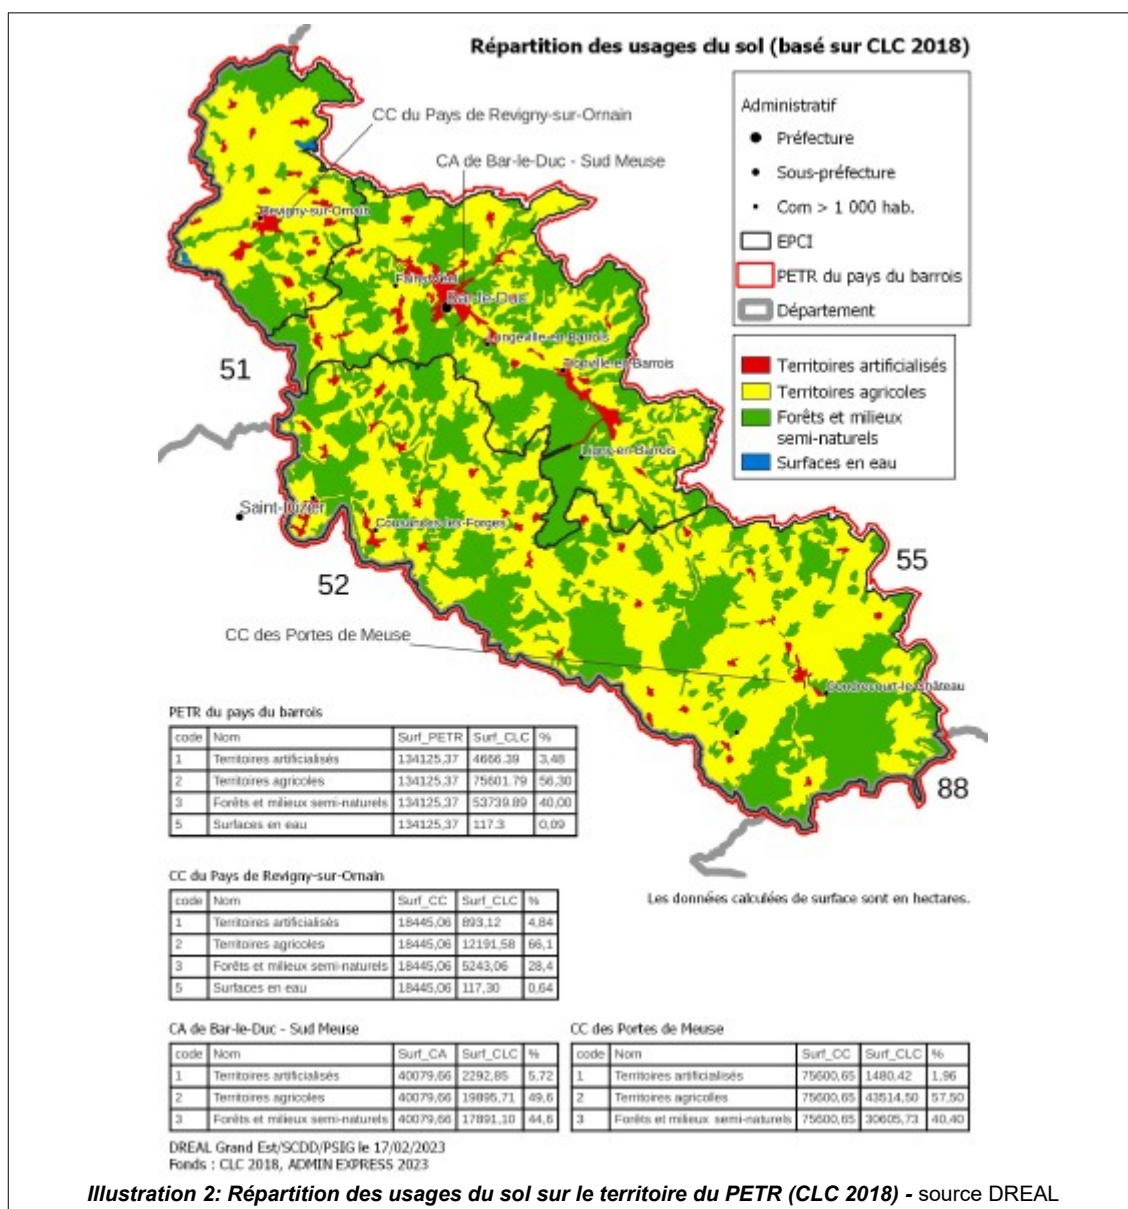 Répartition des usages du sol (basé sur CLC 2018)
Administratif
Préfecture
Sous-préfecture
Com > 1 000 hab.
EPCI
PETR du pays du barrois
Département
Territoires artificialisés
Territoires agricoles
Forêts et milieux
semi-naturels
Surfaces en eau
CC du Pays de Revigny-sur-Ornain
CA de Bar-le-Duc - Sud Meuse
Revigny-sur-Ornain
Bar-le-Duc
Longeville-en-Barrois
Tronville-en-Barrois
Ligny-en-Barrois
51
Saint-Dizier
Cousances-les-Forges
52
55
CC des Portes de Meuse
Gondrecourt-le-Château
88
PETR du pays du barrois
code Nom Surf_PETR Surf_CLC %
1 Territoires artificialisés 134125,37 4666.39 3,48
2 Territoires agricoles 134125,37 75601.79 56,30
3 Forêts et milieux semi-naturels 134125,37 53739.89 40,00
5 Surfaces en eau 134125,37 117.3 0,09
Les données calculées de surface sont en hectares.
CC du Pays de Revigny-sur-Ornain
code Nom Surf_CC Surf_CLC %
1 Territoires artificialisés 18445,06 893,12 4,84
2 Territoires agricoles 18445,06 12191,58 66,1
3 Forêts et milieux semi-naturels 18445,06 5243,06 28,4
5 Surfaces en eau 18445,06 117,30 0,64
CA de Bar-le-Duc - Sud Meuse
code Nom Surf_CA Surf_CLC %
1 Territoires artificialisés 40079,66 2292,85 5,72
2 Territoires agricoles 40079,66 19895,71 49,6
3 Forêts et milieux semi-naturels 40079,66 17891,10 44,6
CC des Portes de Meuse
code Nom Surf_CC Surf_CLC %
1 Territoires artificialisés 75600,65 1480.42 1,96
2 Territoires agricolles 75600,65 43514,50 57,50
3 Forêts et milieux semi-naturels 75600,65 30605,73 40,40
DREAL Grand Est/SCDD/PSIG le 17/02/2023
Fonds : CLC 2018, ADMIN EXPRESS 2023
Illustration 2: Répartition des usages du sol sur le territoire du PETR (CLC 2018) - source DREAL